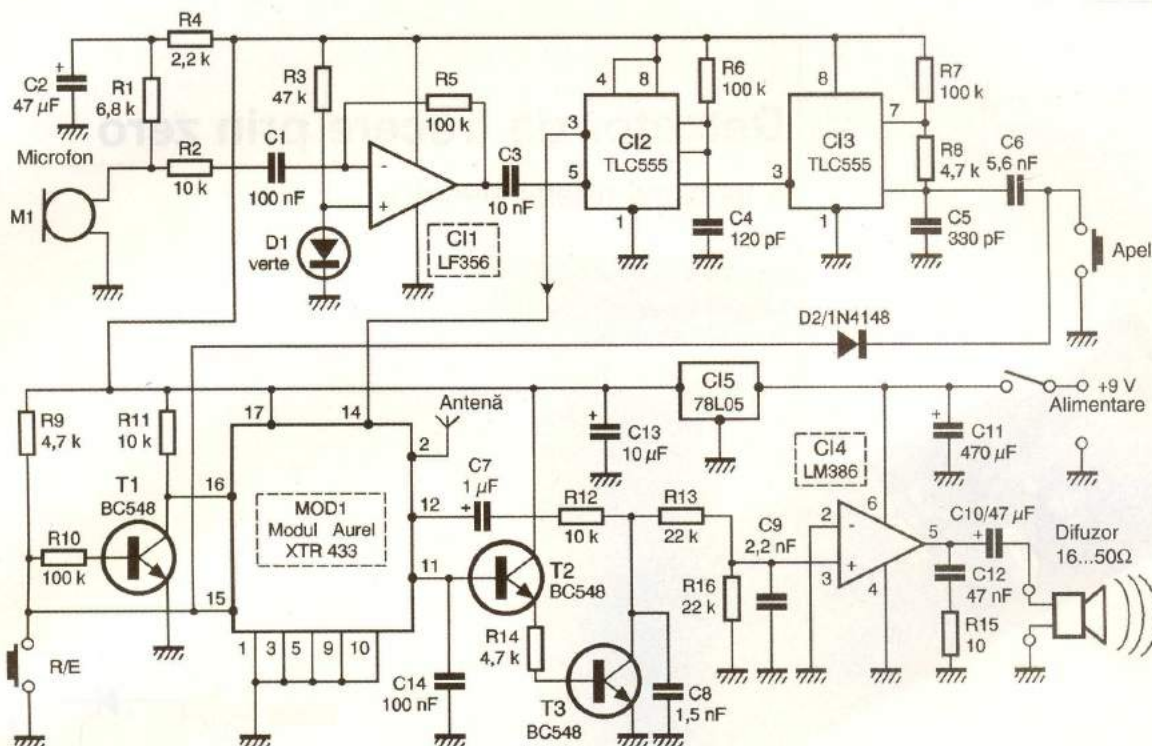 R4
2,2 k
C2
47 µF
+
R1
6,8 k
R3
47 k
R5
100 k
4
8
R6
100 k
8
R7
100 k
7
Microfon
M1
R2
10 k
C1
100 nF
-
+
C3
10 nF
3
5
CI2
TLC555
1
3
CI3
TLC555
1
R8
4,7 k
C6
5,6 nF
D1
verte
CI1
LF356
C4
120 pF
C5
330 pF
Apel
D2/1N4148
R9
4,7 k
R11
10 k
17
14
Antenă
2
+
C13
10 µF
CI5
78L05
+9 V
Alimentare
+
C11
470 µF
T1
BC548
16
MOD1
Modul Aurel
XTR 433
C7
1 µF
12
+
R12
10 k
R13
22 k
C9
2,2 nF
CI4
LM386
6
2
-
3
+
5
4
C10/47 µF
+
Difuzor
16...50Ω
R10
100 k
11
T2
BC548
R16
22 k
C12
47 nF
15
R/E
1
3
5
9
10
R14
4,7 k
R15
10
C14
100 nF
T3
BC548
C8
1,5 nF